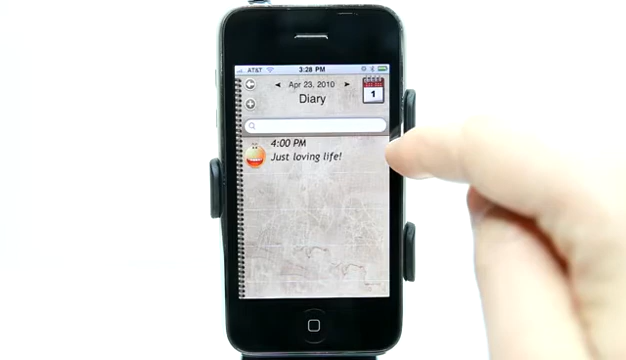 AT&T 3:28 PM
Apr 23, 2010
Diary
1
4:00 PM
Just loving life!